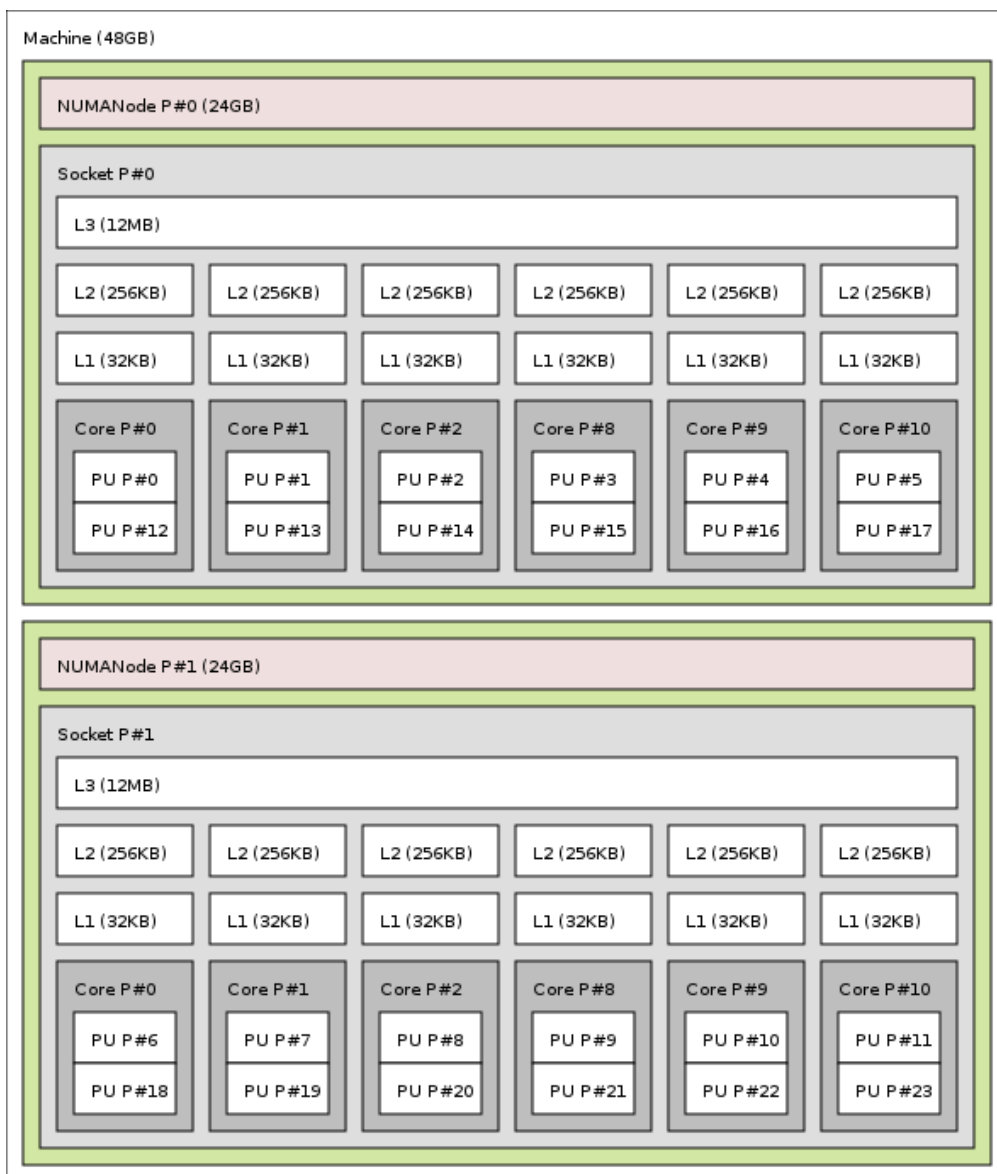 Machine (48GB)
NUMANode P#0 (24GB)
Socket P#0
L3 (12MB)
L2 (256KB) L2 (256KB) L2 (256KB) L2 (256KB) L2 (256KB) L2 (256KB)
L1 (32KB) L1 (32KB) L1 (32KB) L1 (32KB) L1 (32KB) L1 (32KB)
Core P#0 Core P#1 Core P#2 Core P#8 Core P#9 Core P#10
PU P#0 PU P#1 PU P#2 PU P#3 PU P#4 PU P#5
PU P#12 PU P#13 PU P#14 PU P#15 PU P#16 PU P#17
NUMANode P#1 (24GB)
Socket P#1
L3 (12MB)
L2 (256KB) L2 (256KB) L2 (256KB) L2 (256KB) L2 (256KB) L2 (256KB)
L1 (32KB) L1 (32KB) L1 (32KB) L1 (32KB) L1 (32KB) L1 (32KB)
Core P#0 Core P#1 Core P#2 Core P#8 Core P#9 Core P#10
PU P#6 PU P#7 PU P#8 PU P#9 PU P#10 PU P#11
PU P#18 PU P#19 PU P#20 PU P#21 PU P#22 PU P#23